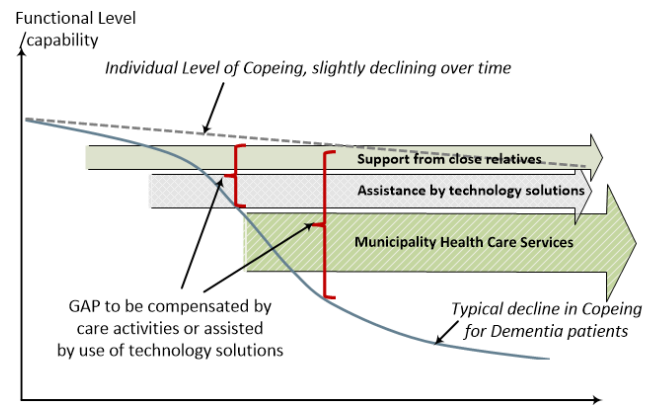 Functional Level
/capability
Individual Level of Copeing, slightly declining over time
Support from close relatives
Assistance by technology solutions
Municipality Health Care Services
GAP to be compensated by
care activities or assisted
by use of technology solutions
Typical decline in Copeing
for Dementia patients